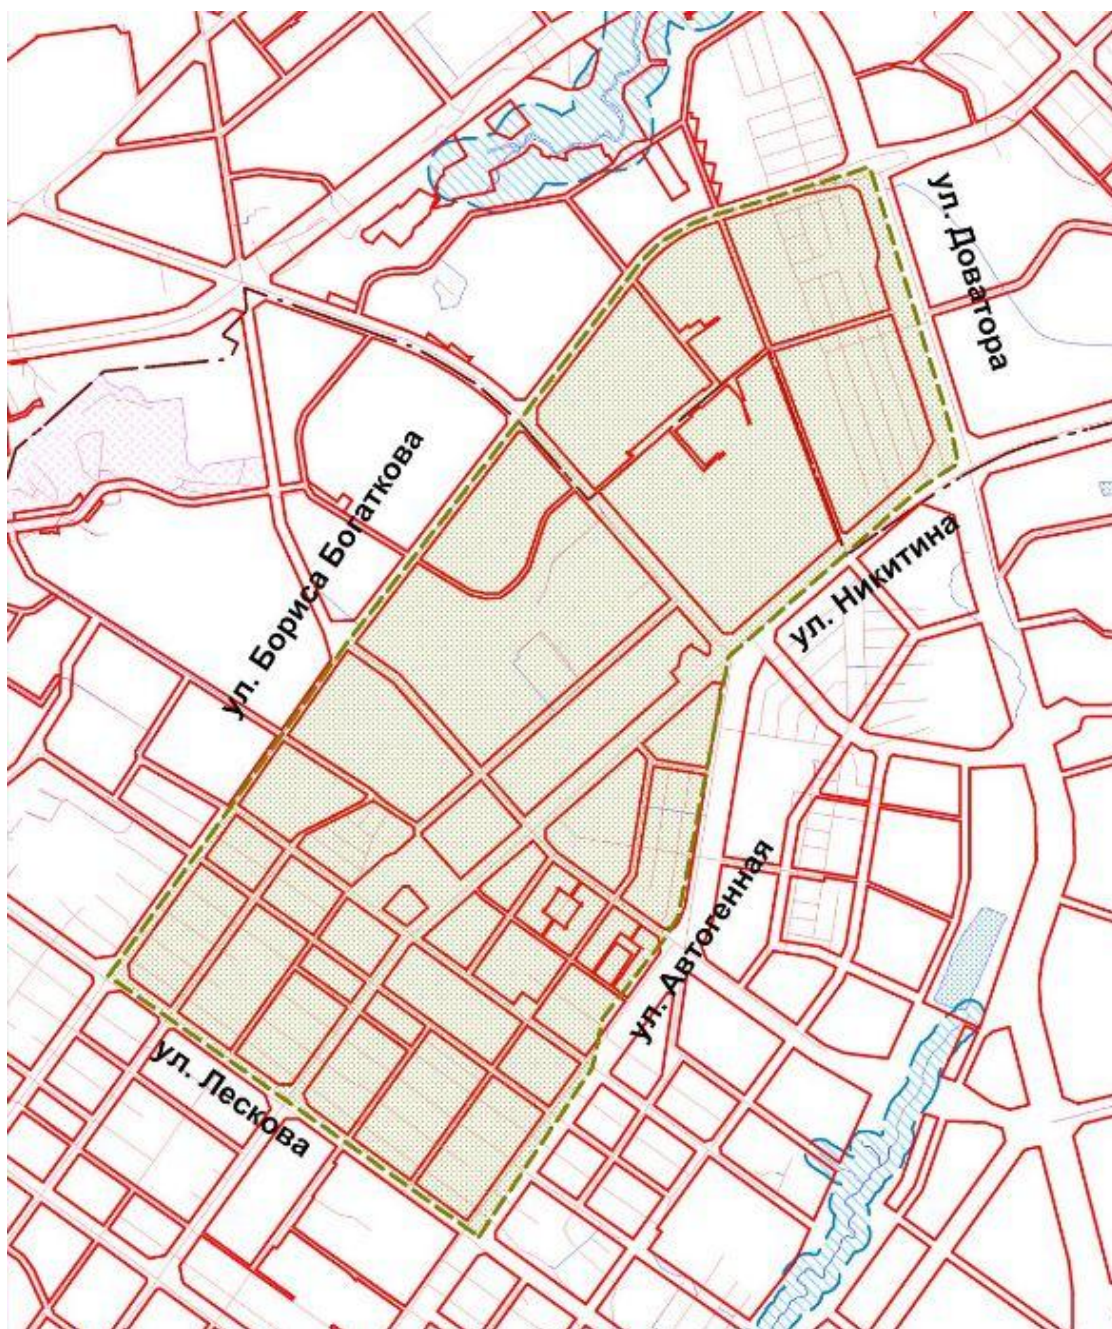 ул. Доватора
ул. Бориса Богаткова
ул. Никитина
ул. Автогенная
ул. Лескова